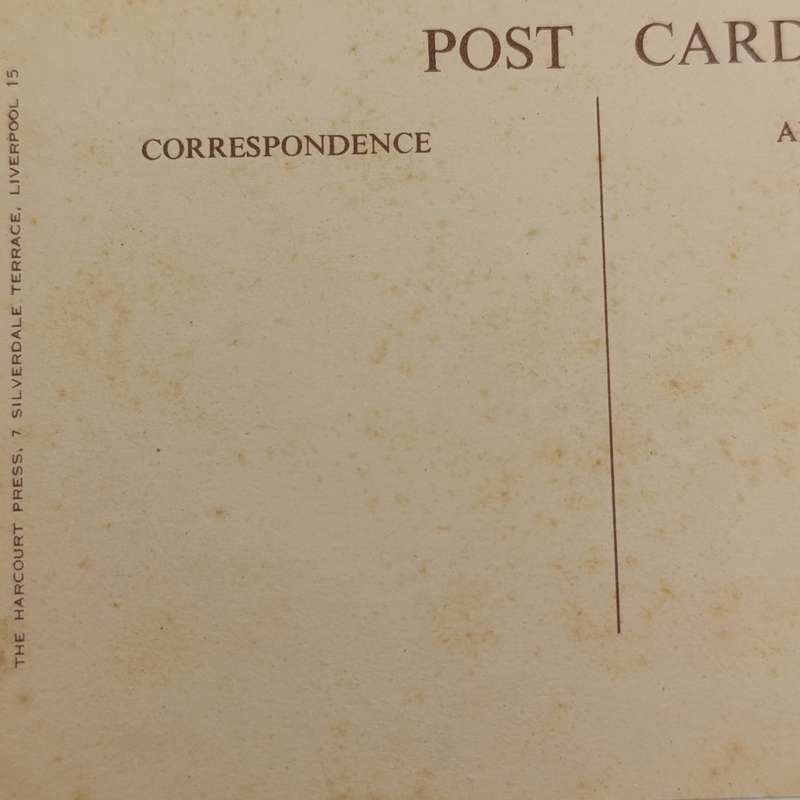 POST CARD
CORRESPONDENCE
THE HARCOURT PRESS, 7 SILVERDALE TERRACE, LIVERPOOL 15